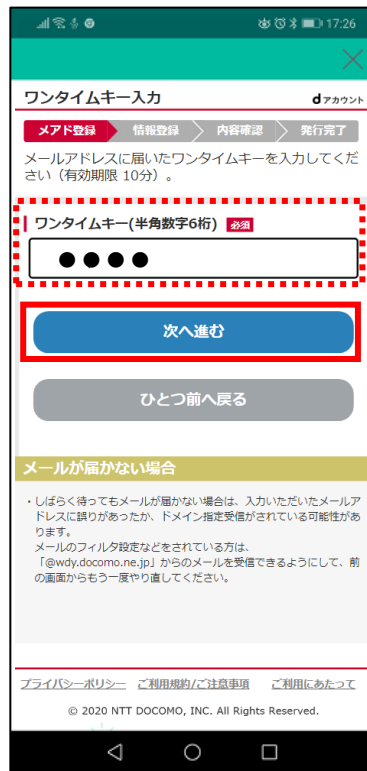 17:26
ワンタイムキー入力
dアカウント
メアド登録 情報登録 内容確認 発行完了
メールアドレスに届いたワンタイムキーを入力してくだ
さい（有効期限 10分）。
ワンタイムキー(半角数字6桁) 必須
●●●●
次へ進む
ひとつ前へ戻る
メールが届かない場合
・しばらく待ってもメールが届かない場合は、入力いただいたメールア
ドレスに誤りがあったか、ドメイン指定受信がされている可能性があ
ります。
メールのフィルタ設定などをされている方は、
「@wdy.docomo.ne.jp」からのメールを受信できるようにして、前
の画面からもう一度やり直してください。
プライバシーポリシー ご利用規約/ご注意事項 ご利用にあたって
© 2020 NTT DOCOMO, INC. All Rights Reserved.